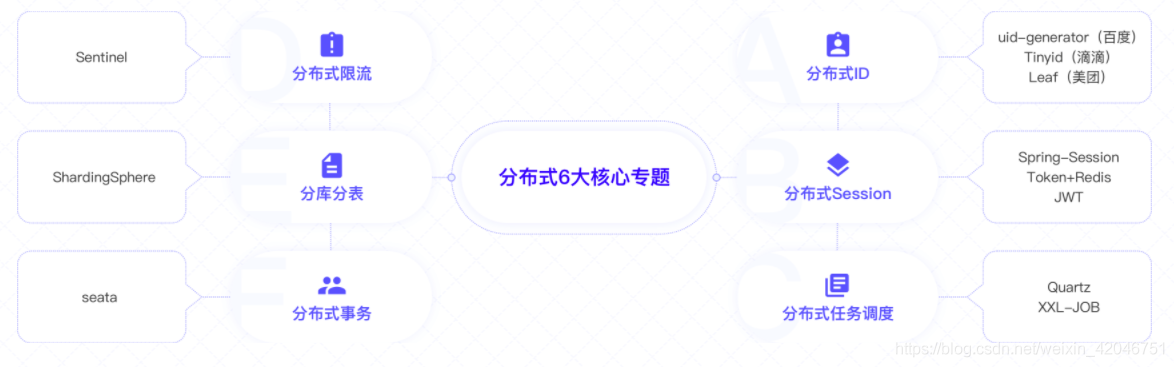 分布式6大核心专题
A
分布式ID
uid-generator（百度）
Tinyid（滴滴）
Leaf（美团）
B
分布式Session
Spring-Session
Token+Redis
JWT
C
分布式任务调度
Quartz
XXL-JOB
D
分布式限流
Sentinel
E
分库分表
ShardingSphere
F
分布式事务
seata
https://blog.csdn.net/weixin_42046751